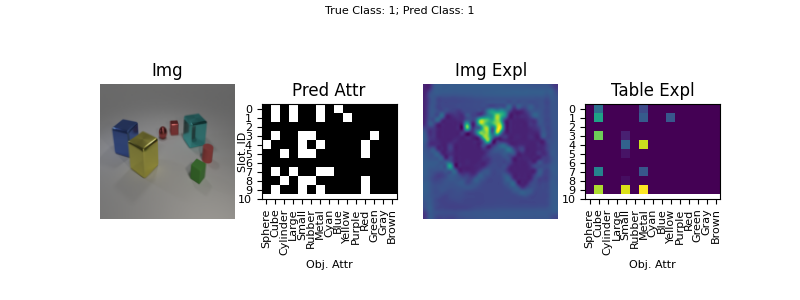 True Class: 1; Pred Class: 1
Img
Pred Attr
Img Expl
Table Expl
Slot. ID
0
1
2
3
4
5
6
7
8
9
10
Sphere
Cube
Cylinder
Large
Small
Rubber
Metal
Cyan
Blue
Yellow
Purple
Red
Green
Gray
Brown
Obj. Attr
0
1
2
3
4
5
6
7
8
9
10
Sphere
Cube
Cylinder
Large
Small
Rubber
Metal
Cyan
Blue
Yellow
Purple
Red
Green
Gray
Brown
Obj. Attr